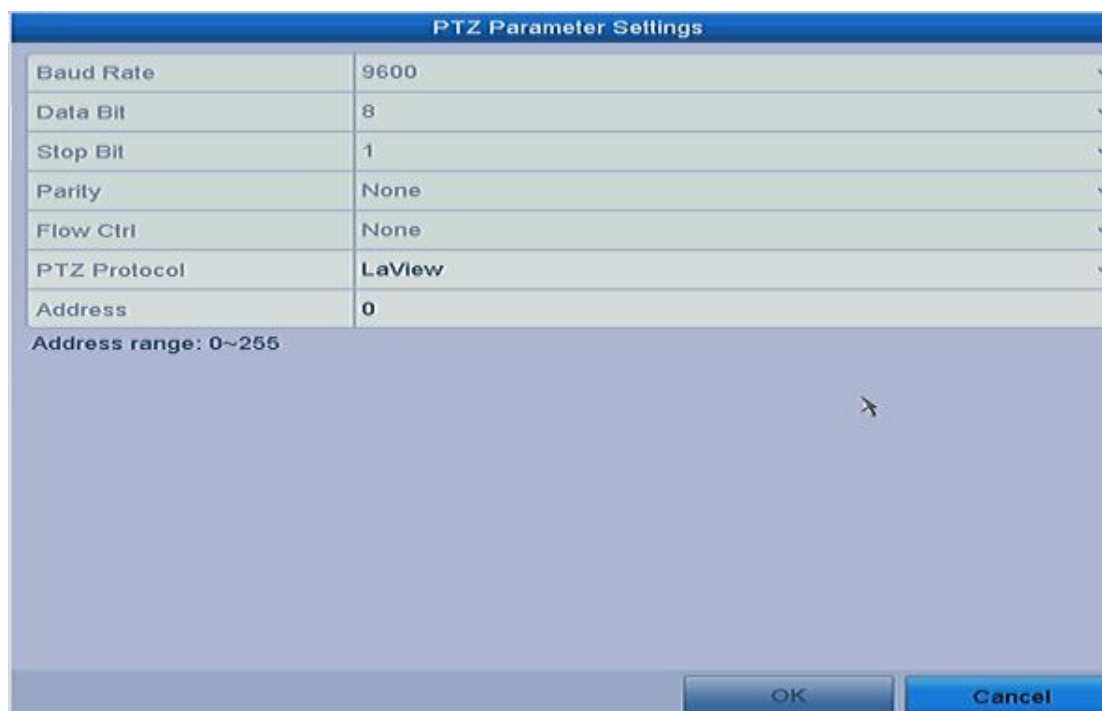 PTZ Parameter Settings
Baud Rate 9600
Data Bit 8
Stop Bit 1
Parity None
Flow Ctrl None
PTZ Protocol LaView
Address 0
Address range: 0~255
OK Cancel